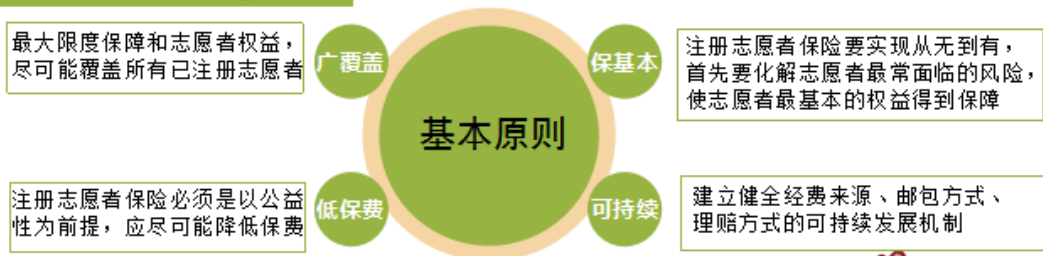 最大限度保障和志愿者权益，
尽可能覆盖所有已注册志愿者
广覆盖
保基本
注册志愿者保险要实现从无到有，
首先要化解志愿者最常面临的风险，
使志愿者最基本的权益得到保障
基本原则
注册志愿者保险必须是以公益
性为前提，应尽可能降低保费
低保费
可持续
建立健全经费来源、邮包方式、
理赔方式的可持续发展机制